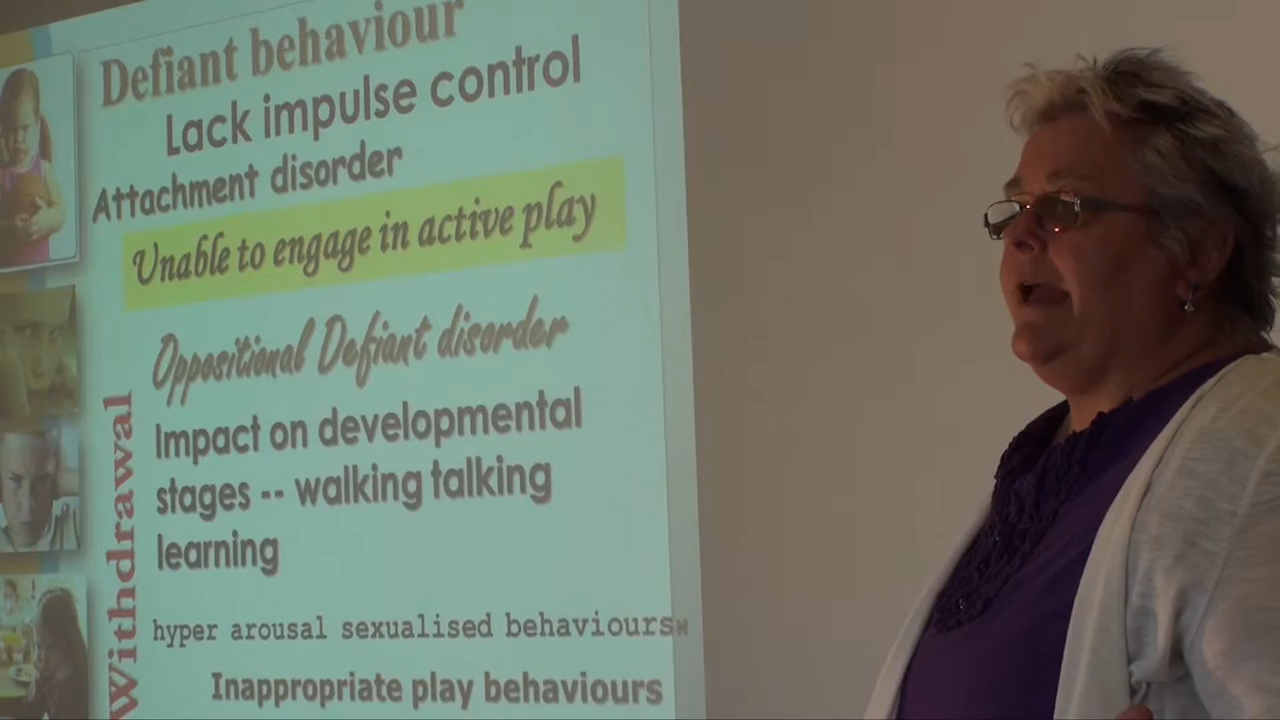 Defiant behaviour
Lack impulse control
Attachment disorder
Unable to engage in active play
Oppositional Defiant disorder
Impact on developmental
stages -- walking talking
learning
Withdrawal
hyper arousal sexualised behaviours
Inappropriate play behaviours